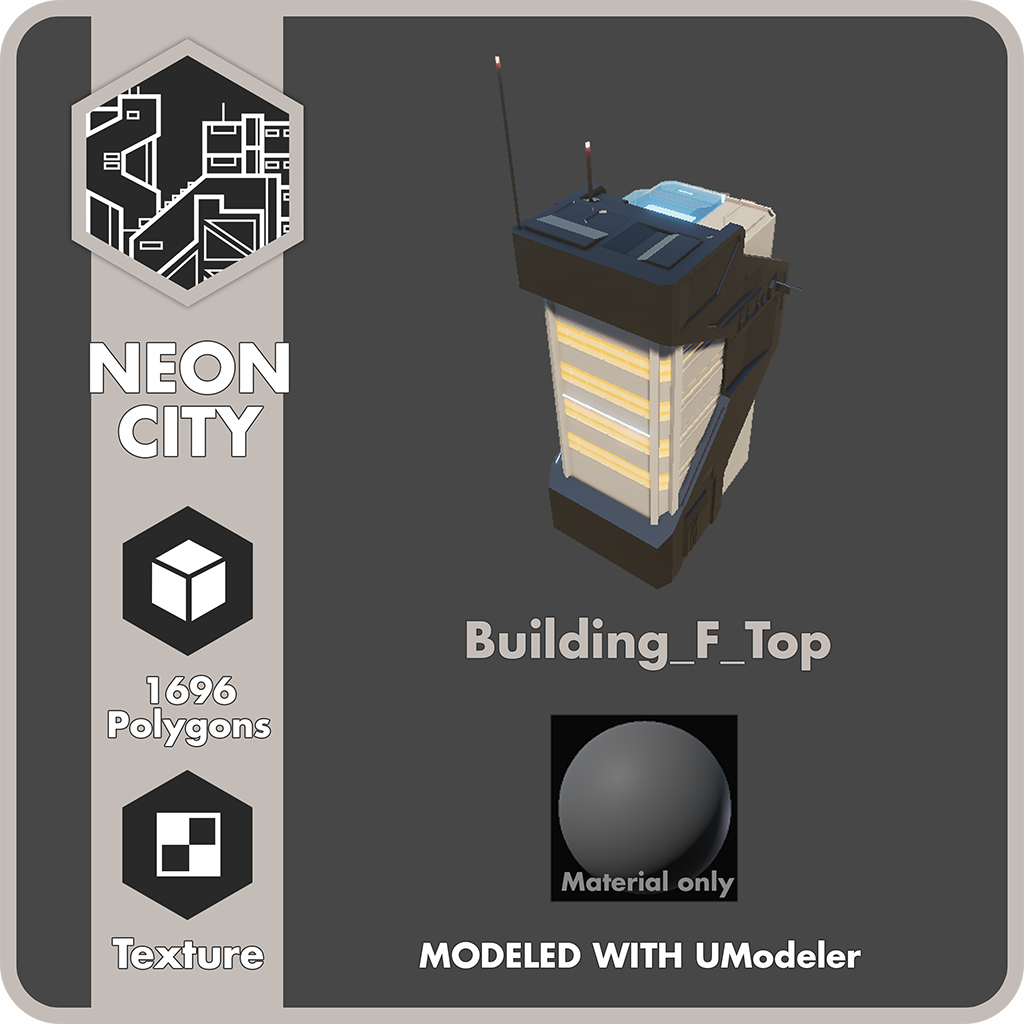 NEON
CITY
1696
Polygons
Texture
Building_F_Top
Material only
MODELED WITH UModeler